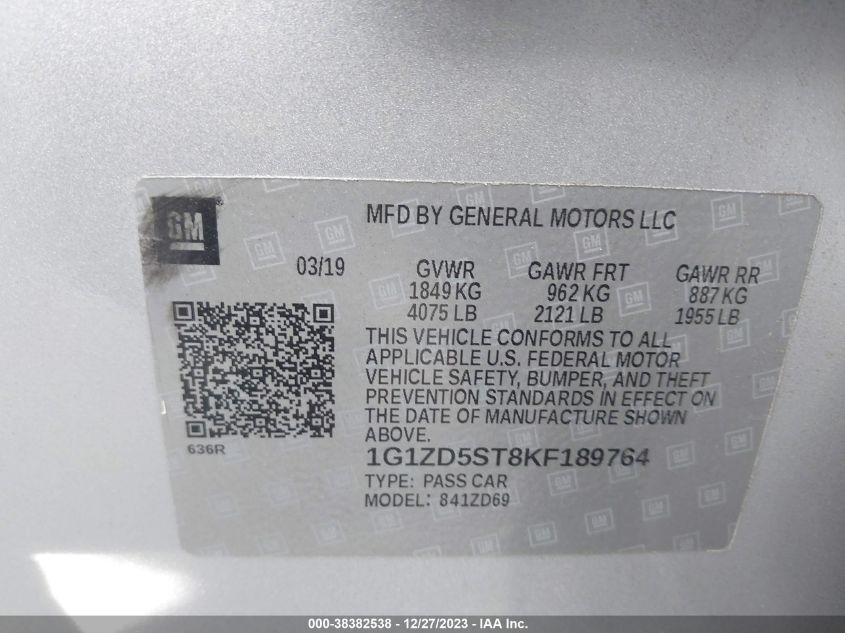 GM
MFD BY GENERAL MOTORS LLC
03/19
GVWR GAWR FRT GAWR RR
1849 KG 962 KG 887 KG
4075 LB 2121 LB 1955 LB
THIS VEHICLE CONFORMS TO ALL
APPLICABLE U.S. FEDERAL MOTOR
VEHICLE SAFETY, BUMPER, AND THEFT
PREVENTION STANDARDS IN EFFECT ON
THE DATE OF MANUFACTURE SHOWN
ABOVE.
636R
1G1ZD5ST8KF189764
TYPE: PASS CAR
MODEL: 841ZD69
000-38382538 - 12/27/2023 - IAA Inc.